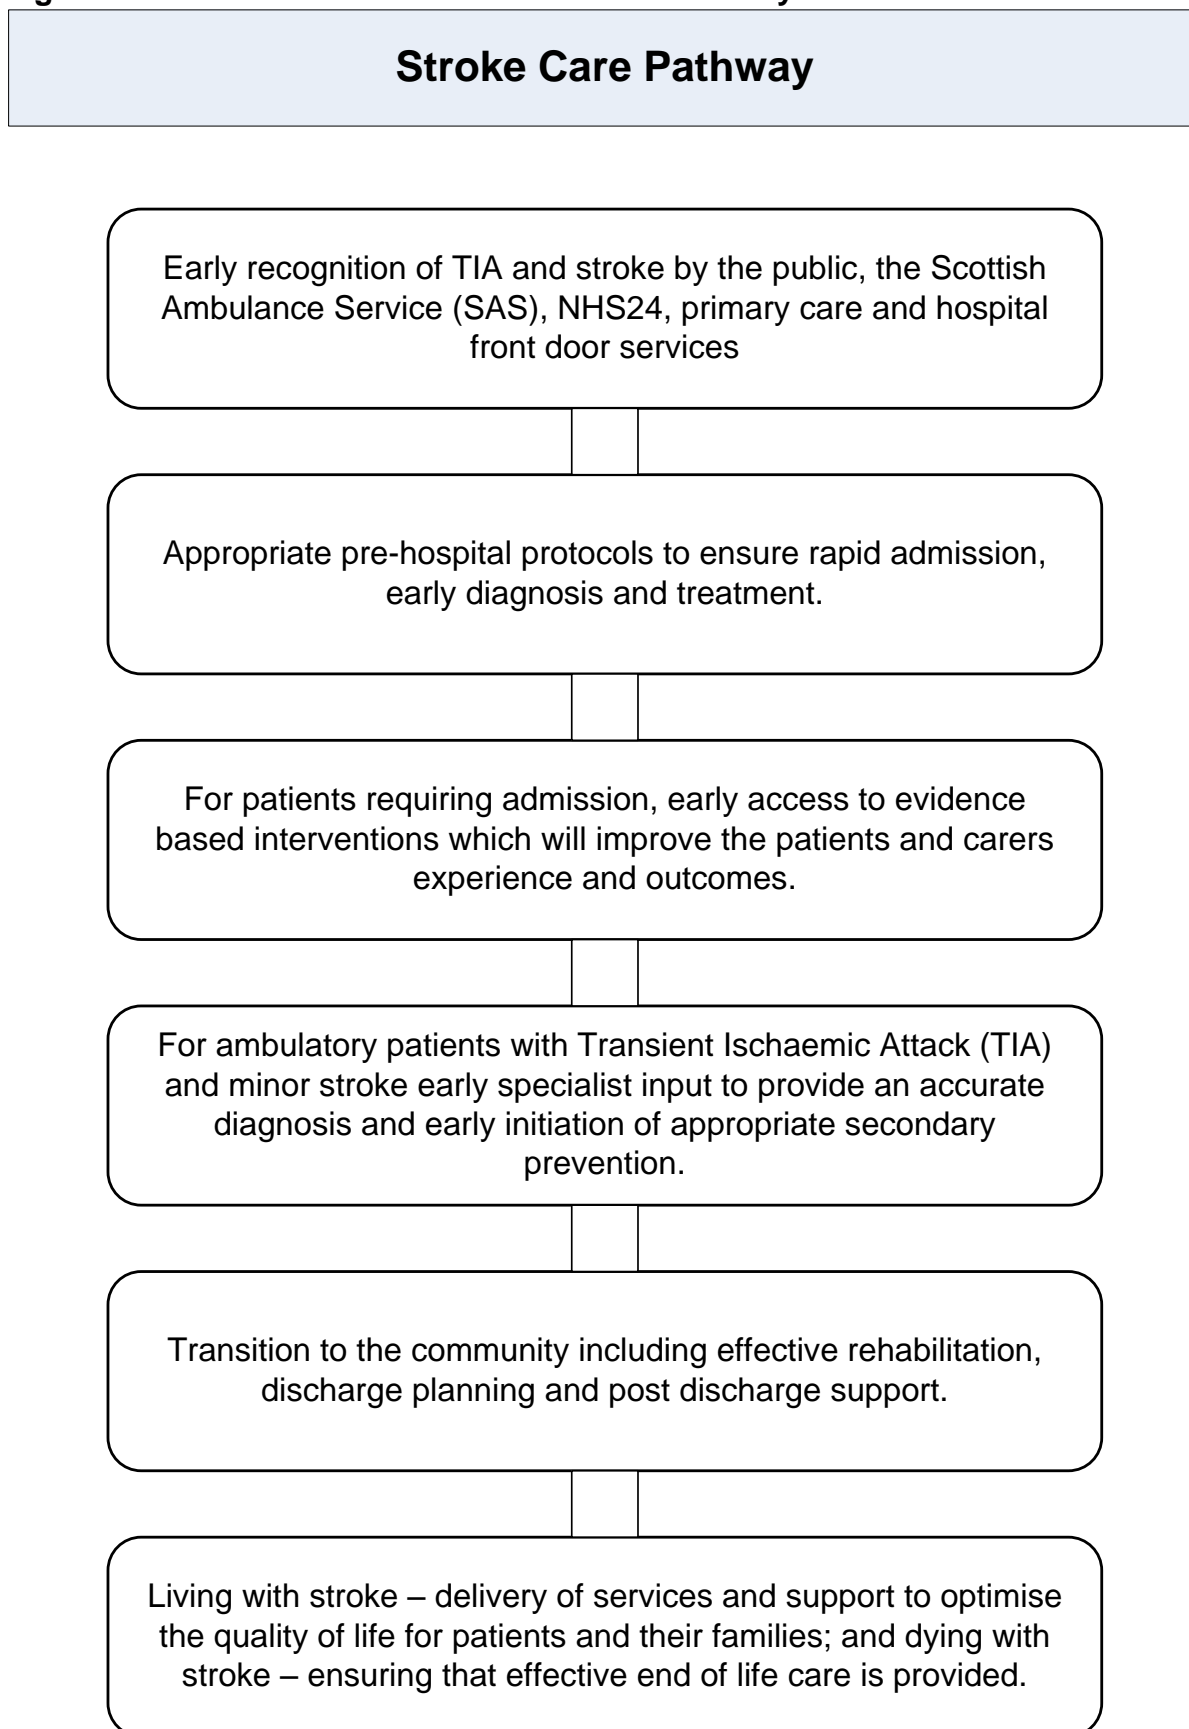 Stroke Care Pathway
Early recognition of TIA and stroke by the public, the Scottish
Ambulance Service (SAS), NHS24, primary care and hospital
front door services
Appropriate pre-hospital protocols to ensure rapid admission,
early diagnosis and treatment.
For patients requiring admission, early access to evidence
based interventions which will improve the patients and carers
experience and outcomes.
For ambulatory patients with Transient Ischaemic Attack (TIA)
and minor stroke early specialist input to provide an accurate
diagnosis and early initiation of appropriate secondary
prevention.
Transition to the community including effective rehabilitation,
discharge planning and post discharge support.
Living with stroke – delivery of services and support to optimise
the quality of life for patients and their families; and dying with
stroke – ensuring that effective end of life care is provided.